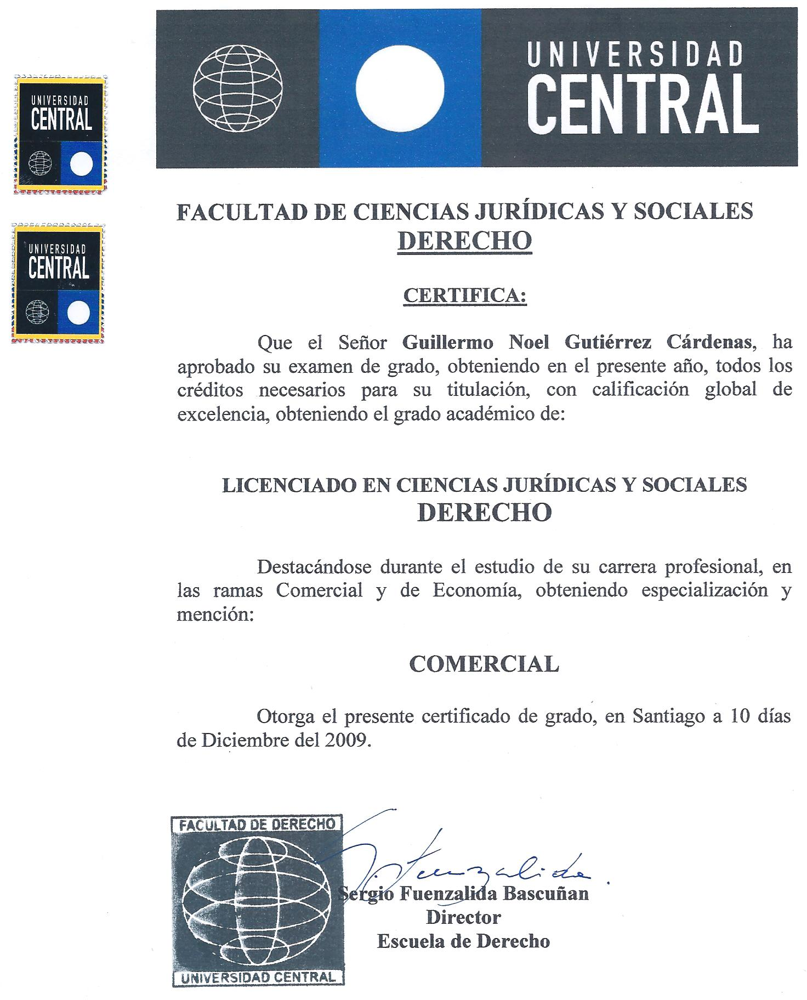 UNIVERSIDAD
CENTRAL
UNIVERSIDAD
CENTRAL
UNIVERSIDAD
CENTRAL
FACULTAD DE CIENCIAS JURÍDICAS Y SOCIALES
DERECHO
CERTIFICA:
Que el Señor Guillermo Noel Gutiérrez Cárdenas, ha
aprobado su examen de grado, obteniendo en el presente año, todos los
créditos necesarios para su titulación, con calificación global de
excelencia, obteniendo el grado académico de:
LICENCIADO EN CIENCIAS JURÍDICAS Y SOCIALES
DERECHO
Destacándose durante el estudio de su carrera profesional, en
las ramas Comercial y de Economía, obteniendo especialización y
mención:
COMERCIAL
Otorga el presente certificado de grado, en Santiago a 10 días
de Diciembre del 2009.
FACULTAD DE DERECHO
S. Fuenzalida.
Sergio Fuenzalida Bascuñan
Director
Escuela de Derecho
UNIVERSIDAD CENTRAL